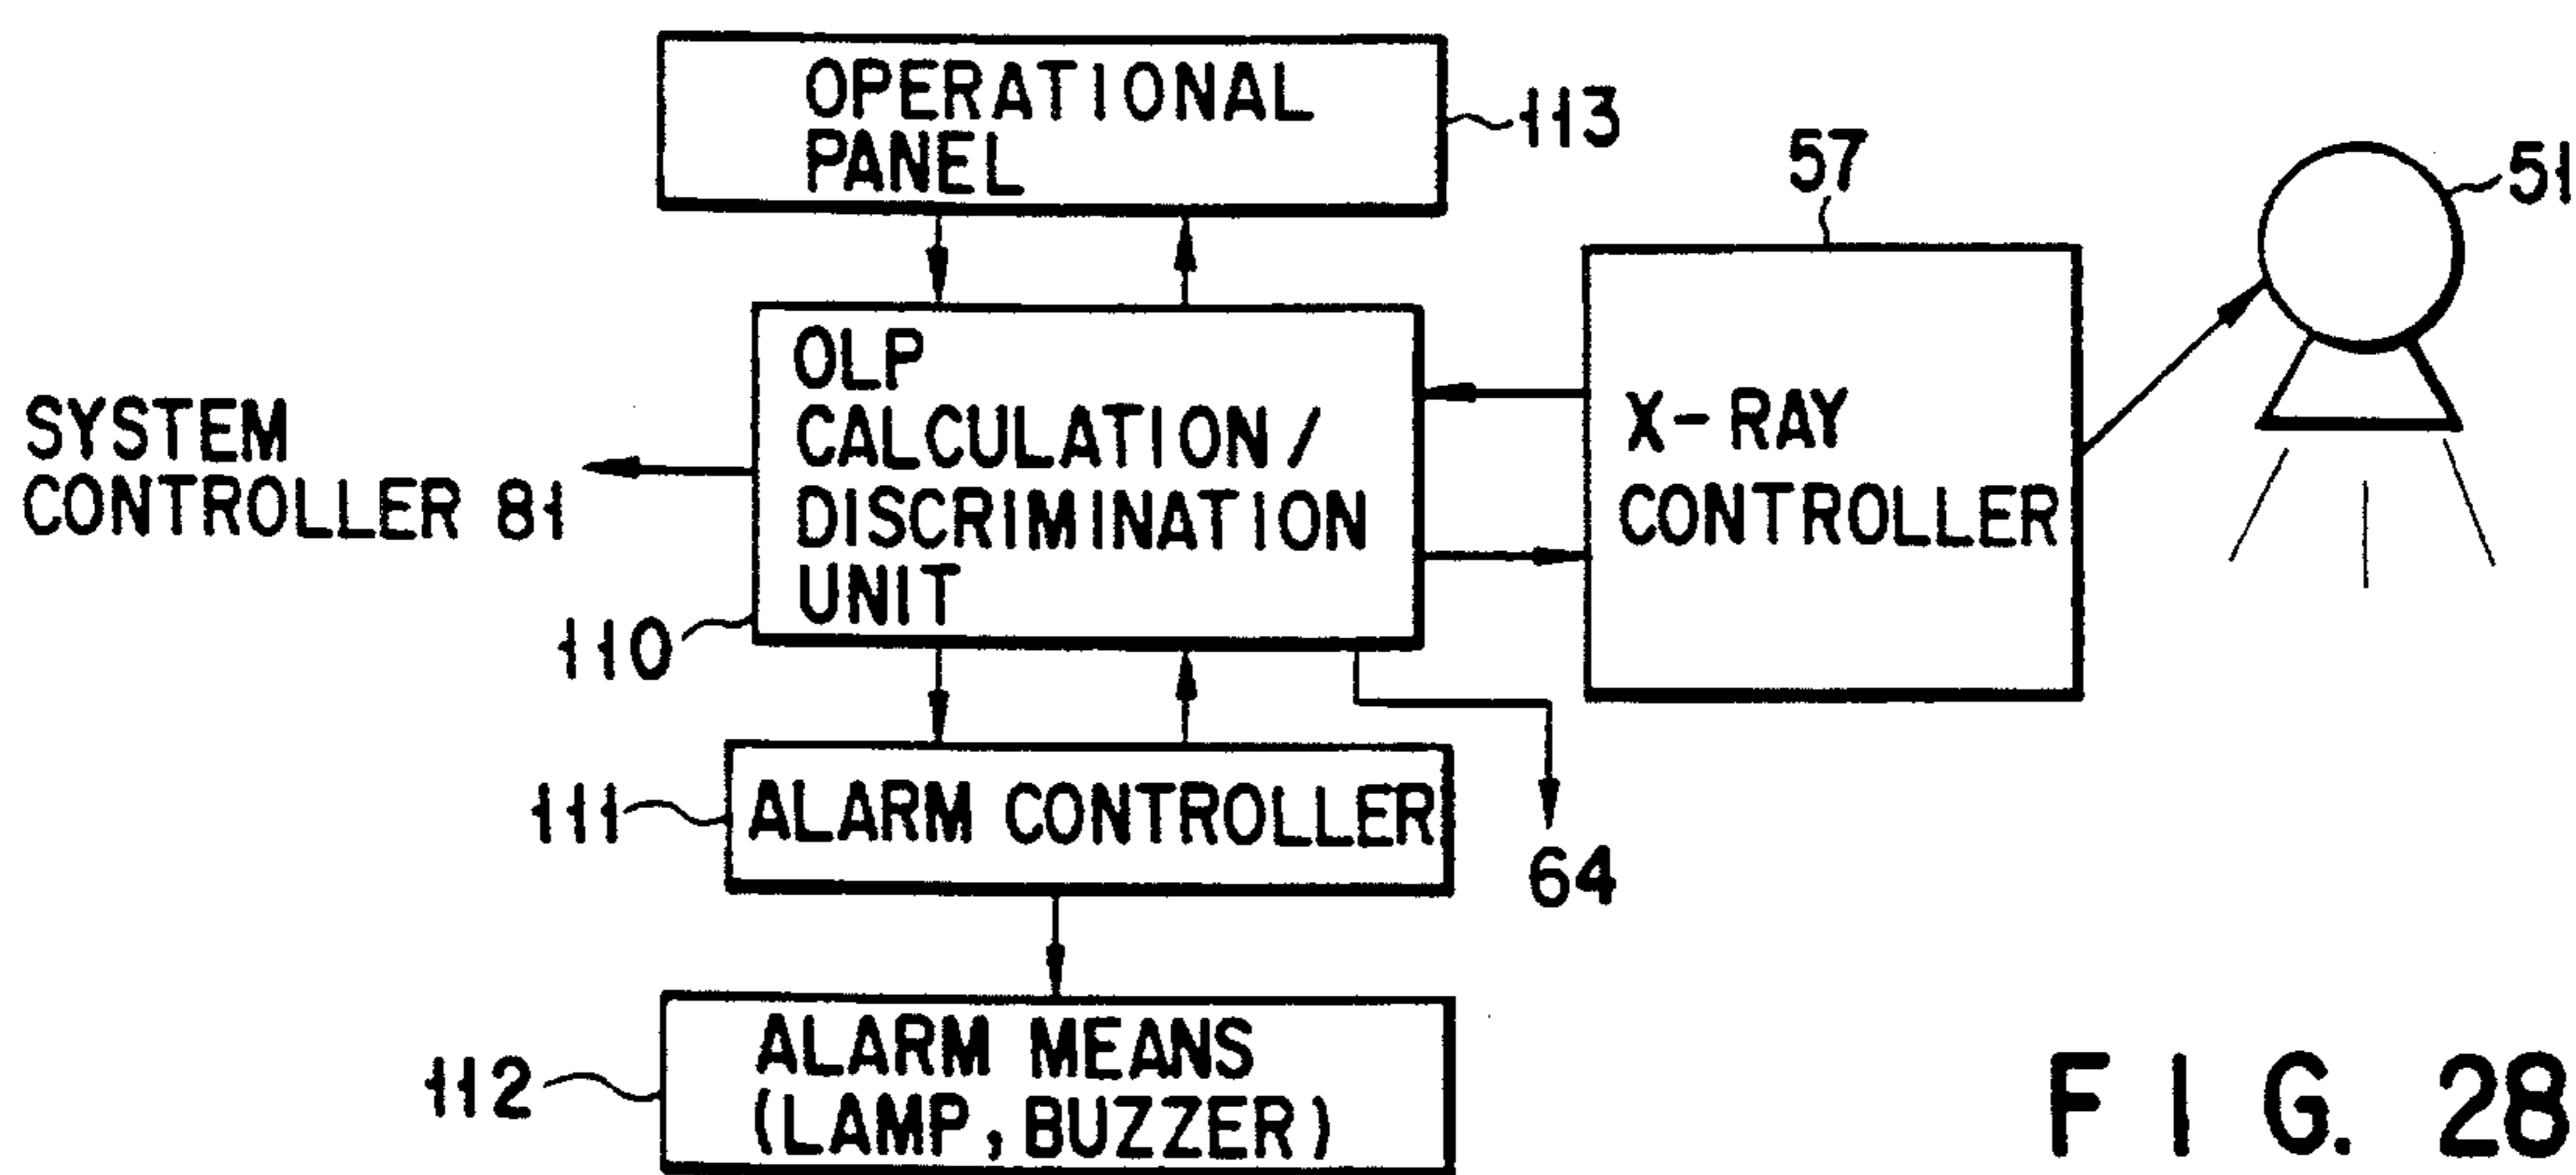 OPERATIONAL
PANEL
113
57
51
OLP
CALCULATION/
DISCRIMINATION
UNIT
X-RAY
CONTROLLER
SYSTEM
CONTROLLER 81
110
111
ALARM CONTROLLER
64
112
ALARM MEANS
(LAMP, BUZZER)
FIG. 28